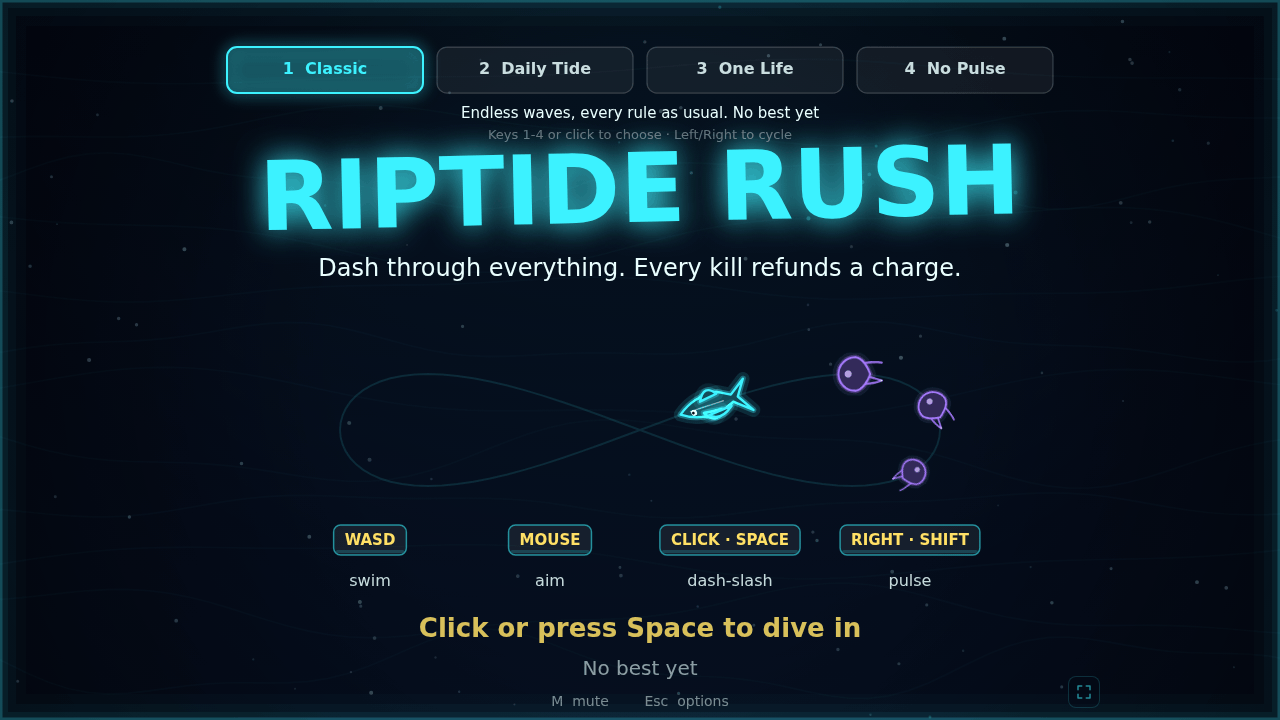 1 Classic
2 Daily Tide
3 One Life
4 No Pulse
Endless waves, every rule as usual. No best yet
Keys 1-4 or click to choose · Left/Right to cycle
RIPTIDE RUSH
Dash through everything. Every kill refunds a charge.
WASD
MOUSE
CLICK · SPACE
RIGHT · SHIFT
swim
aim
dash-slash
pulse
Click or press Space to dive in
No best yet
M mute
Esc options